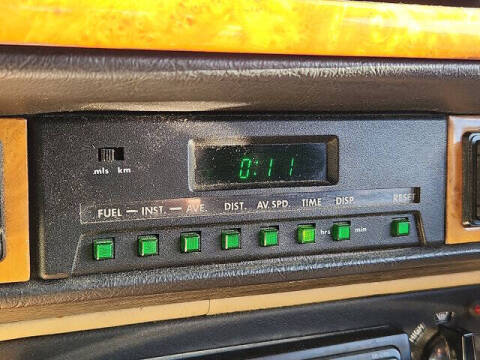 0:11
mls km
FUEL — INST. — AVE. DIST. AV. SPD. TIME DISP. RESET
hrs min